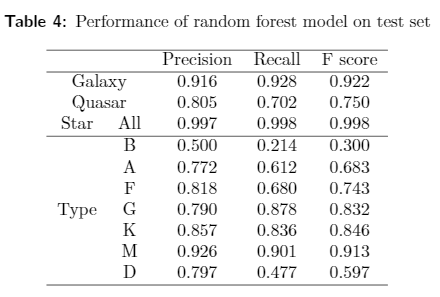 Table 4: Performance of random forest model on test set
Precision Recall F score
Galaxy 0.916 0.928 0.922
Quasar 0.805 0.702 0.750
Star All 0.997 0.998 0.998
B 0.500 0.214 0.300
A 0.772 0.612 0.683
F 0.818 0.680 0.743
Type G 0.790 0.878 0.832
K 0.857 0.836 0.846
M 0.926 0.901 0.913
D 0.797 0.477 0.597